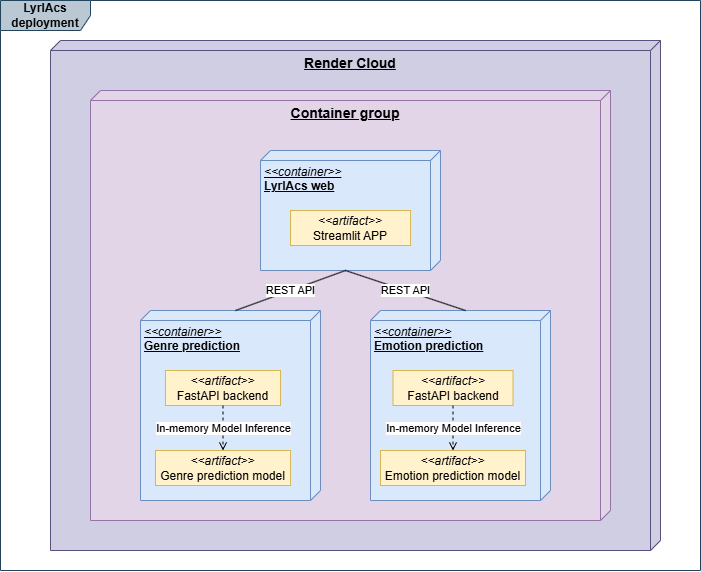 LyrIAcs
deployment
Render Cloud
Container group
<<container>>
LyrIAcs web
<<artifact>>
Streamlit APP
REST API
REST API
<<container>>
Genre prediction
<<artifact>>
FastAPI backend
In-memory Model Inference
<<artifact>>
Genre prediction model
<<container>>
Emotion prediction
<<artifact>>
FastAPI backend
In-memory Model Inference
<<artifact>>
Emotion prediction model